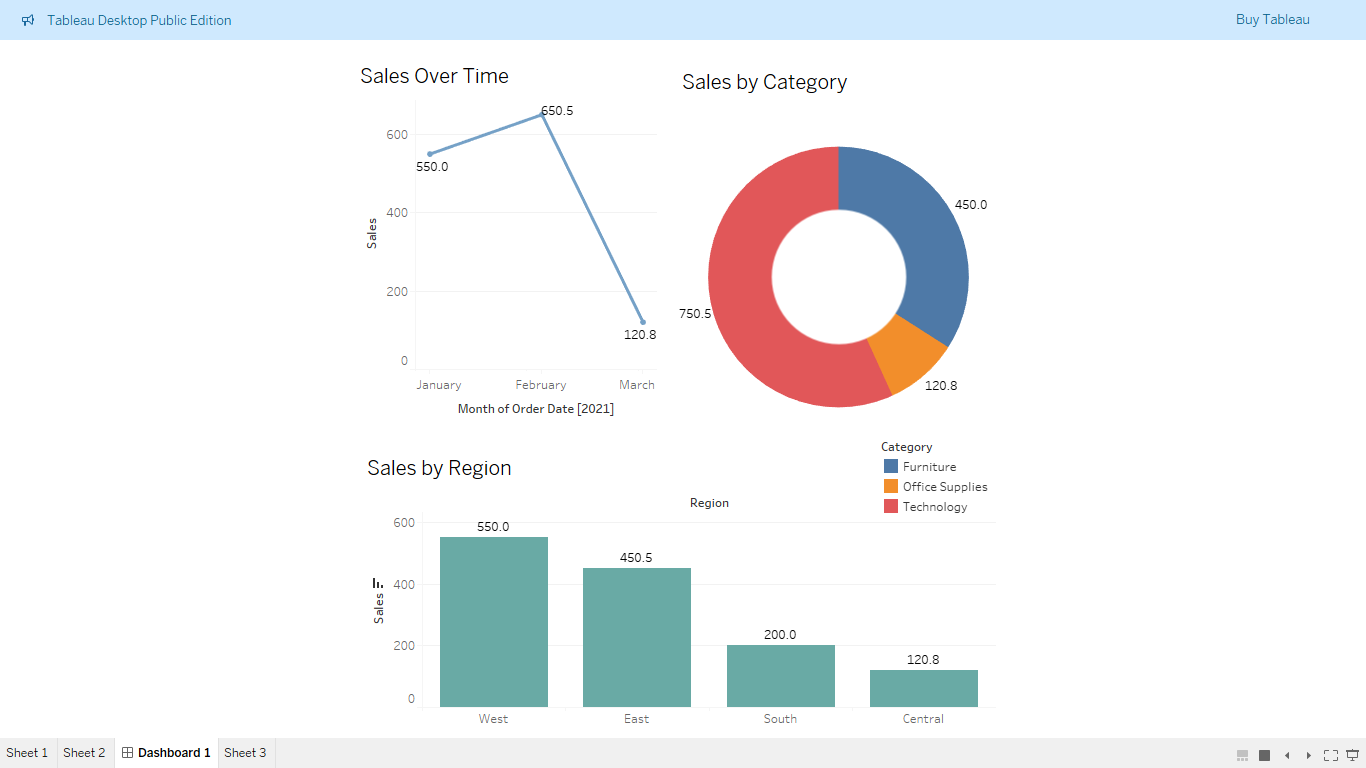 Tableau Desktop Public Edition
Buy Tableau
Sales Over Time
650.5
600
550.0
400
Sales
200
120.8
0
January February March
Month of Order Date [2021]
Sales by Category
450.0
750.5
120.8
Category
Furniture
Office Supplies
Technology
Sales by Region
Region
600
550.0
450.5
400
Sales
200.0
200
120.8
0
West East South Central
Sheet 1 Sheet 2 Dashboard 1 Sheet 3